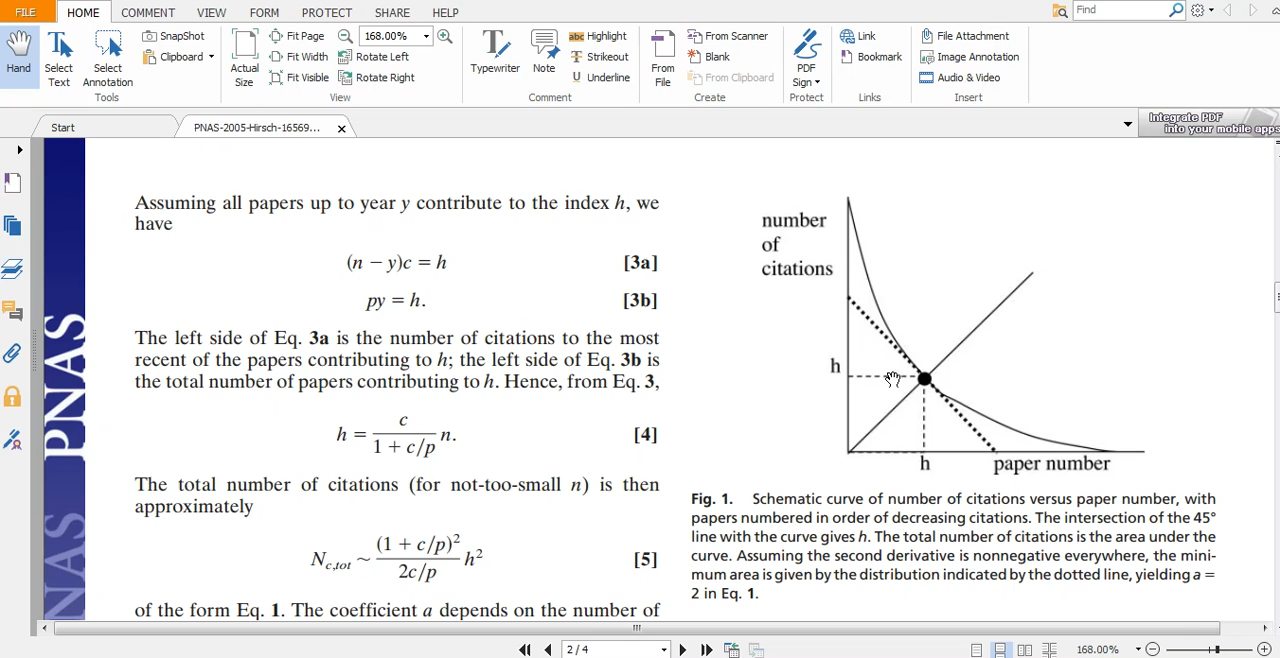 FILE HOME COMMENT VIEW FORM PROTECT SHARE HELP Find
Hand
Select Text
Select Annotation
SnapShot
Clipboard
Tools
Actual Size
Fit Page
Fit Width
Fit Visible
168.00%
Rotate Left
Rotate Right
View
Typewriter
Note
abc Highlight
Strikeout
U Underline
Comment
From File
From Scanner
Blank
From Clipboard
Create
PDF Sign
Protect
Link
Bookmark
Links
File Attachment
Image Annotation
Audio & Video
Insert
Start
PNAS-2005-Hirsch-16569...
Integrate PDF
into your mobile apps
PNAS
PNAS
Assuming all papers up to year y contribute to the index h, we
have
(n − y)c = h [3a]
py = h. [3b]
The left side of Eq. 3a is the number of citations to the most
recent of the papers contributing to h; the left side of Eq. 3b is
the total number of papers contributing to h. Hence, from Eq. 3,
h = c / (1 + c/p) n. [4]
The total number of citations (for not-too-small n) is then
approximately
N_{c,tot} ~ (1 + c/p)² / (2c/p) h² [5]
of the form Eq. 1. The coefficient a depends on the number of
number
of
citations
h
h paper number
Fig. 1. Schematic curve of number of citations versus paper number, with
papers numbered in order of decreasing citations. The intersection of the 45°
line with the curve gives h. The total number of citations is the area under the
curve. Assuming the second derivative is nonnegative everywhere, the mini-
mum area is given by the distribution indicated by the dotted line, yielding a =
2 in Eq. 1.
2 / 4
168.00%